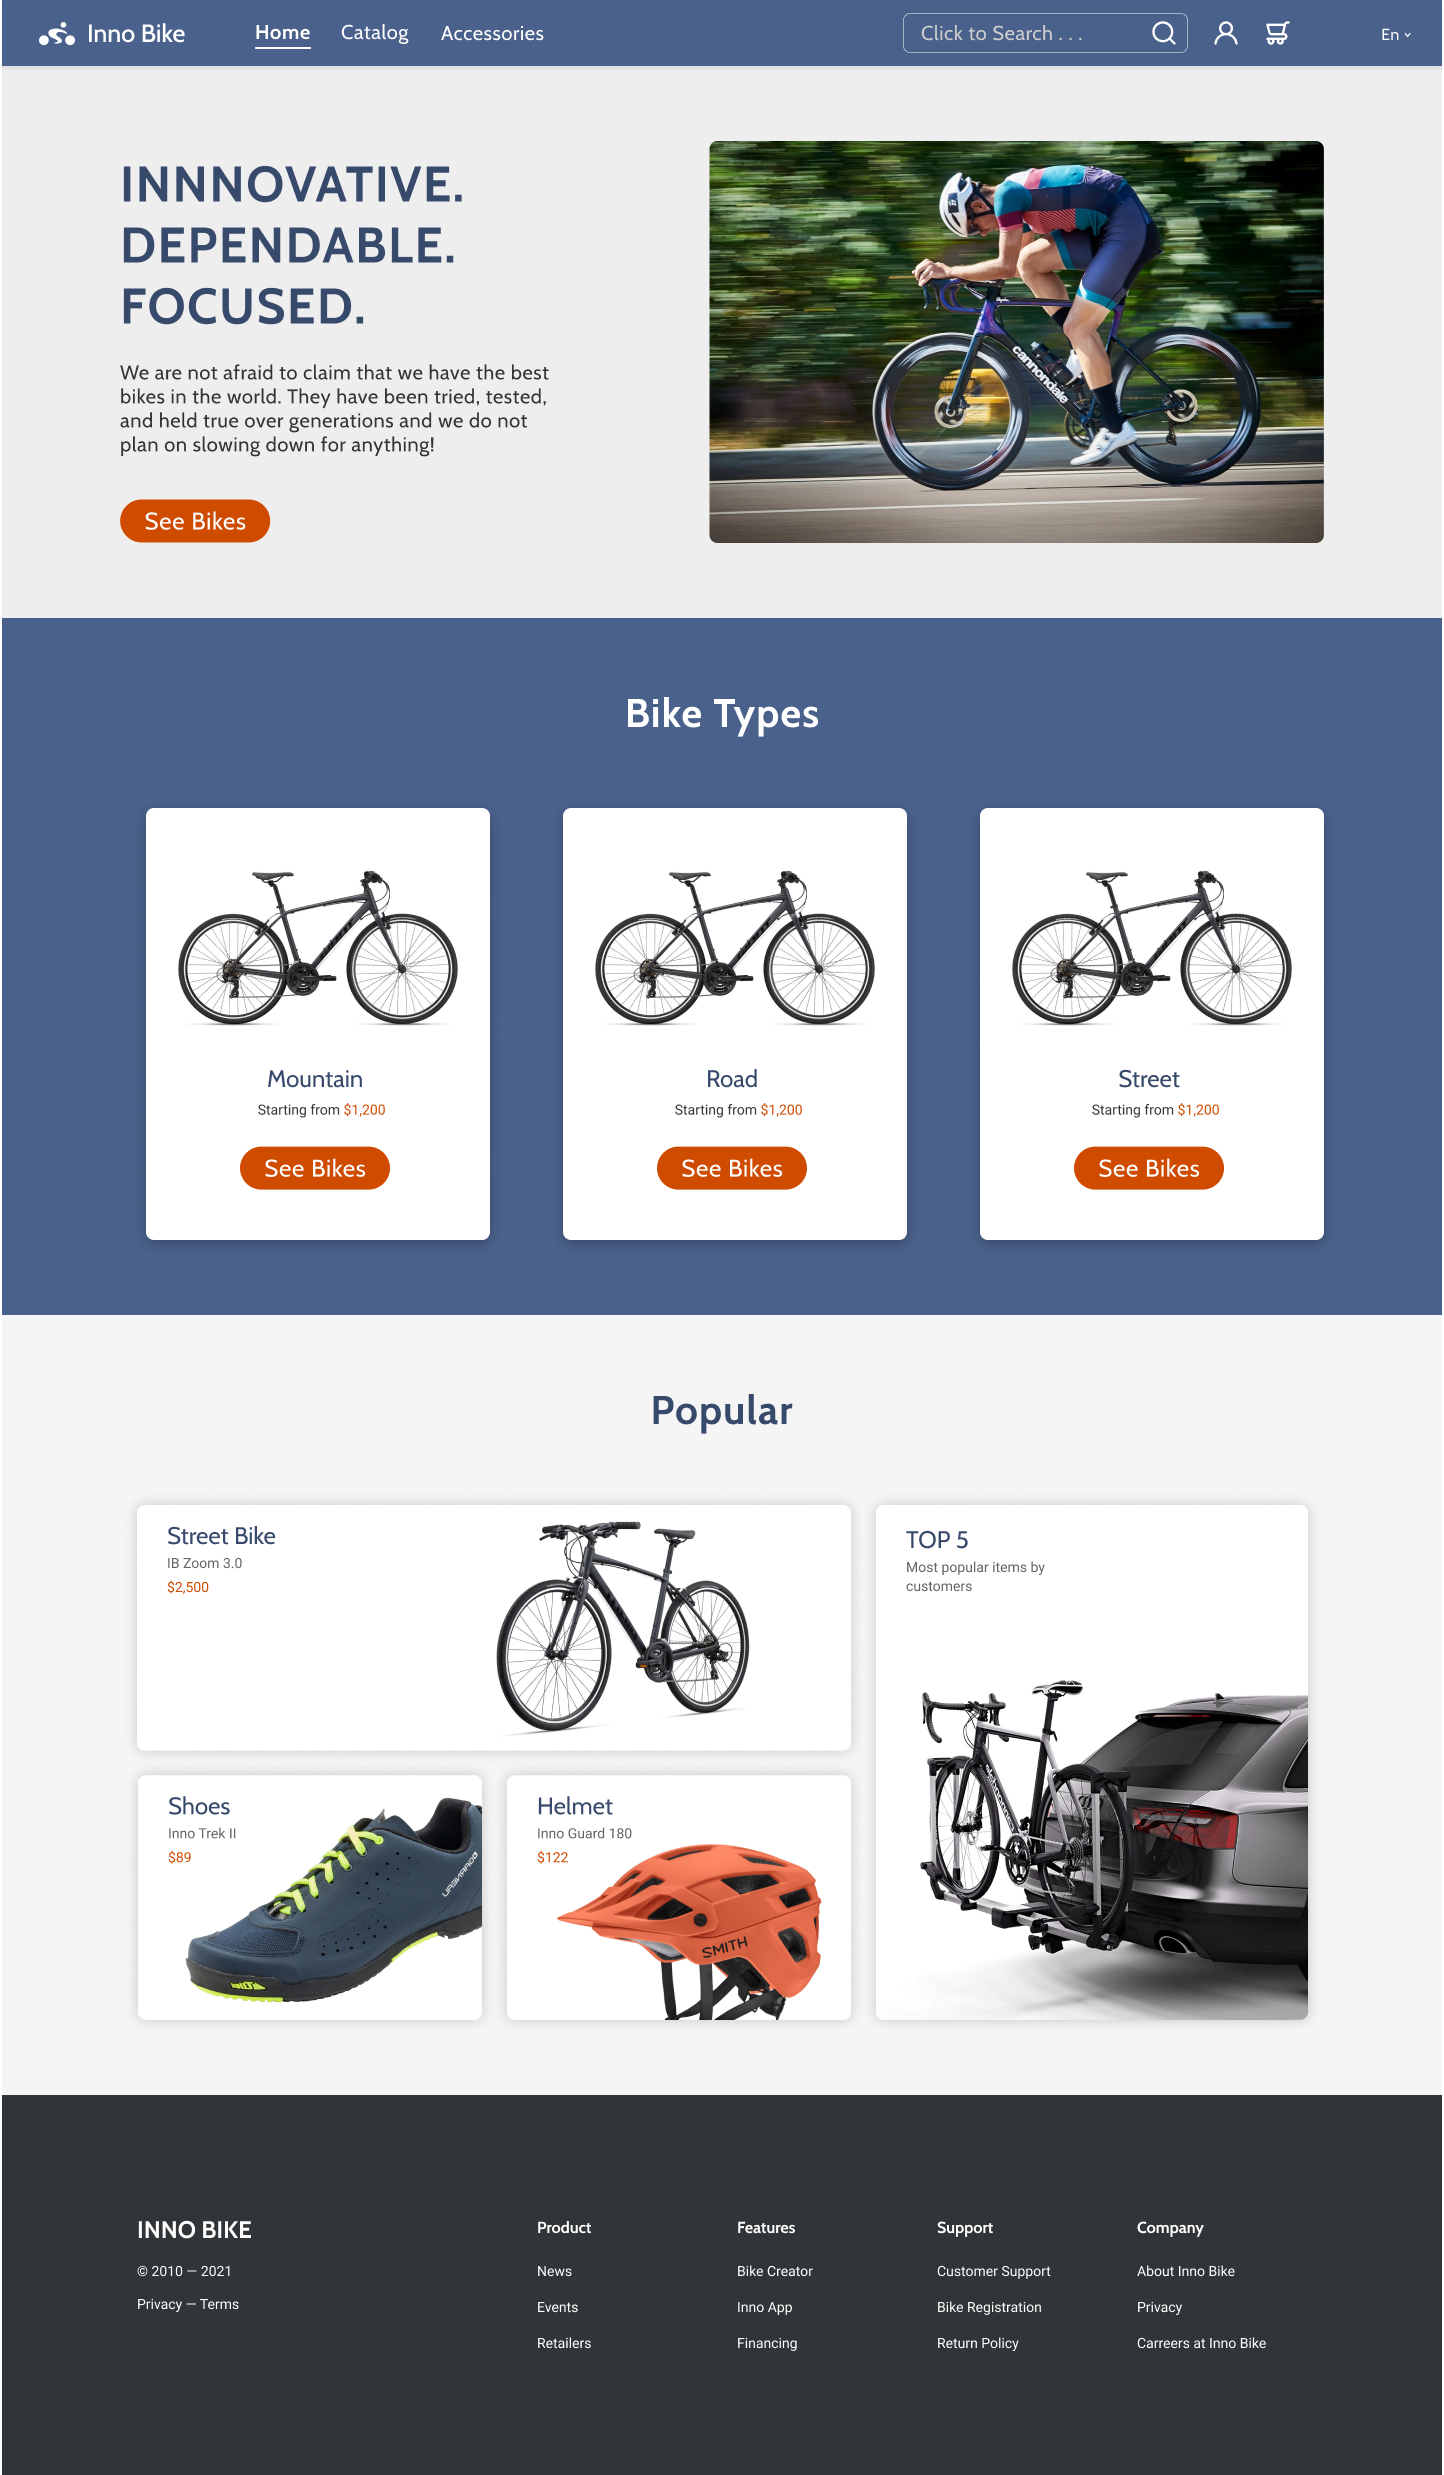 Inno Bike
Home
Catalog
Accessories
Click to Search . . .
En
INNNOVATIVE.
DEPENDABLE.
FOCUSED.
We are not afraid to claim that we have the best
bikes in the world. They have been tried, tested,
and held true over generations and we do not
plan on slowing down for anything!
See Bikes
cannondale
Bike Types
Mountain
Starting from $1,200
See Bikes
Road
Starting from $1,200
See Bikes
Street
Starting from $1,200
See Bikes
Popular
Street Bike
IB Zoom 3.0
$2,500
TOP 5
Most popular items by
customers
Shoes
Inno Trek II
$89
Helmet
Inno Guard 180
$122
SMITH
INNO BIKE
© 2010 — 2021
Privacy — Terms
Product
News
Events
Retailers
Features
Bike Creator
Inno App
Financing
Support
Customer Support
Bike Registration
Return Policy
Company
About Inno Bike
Privacy
Carreers at Inno Bike